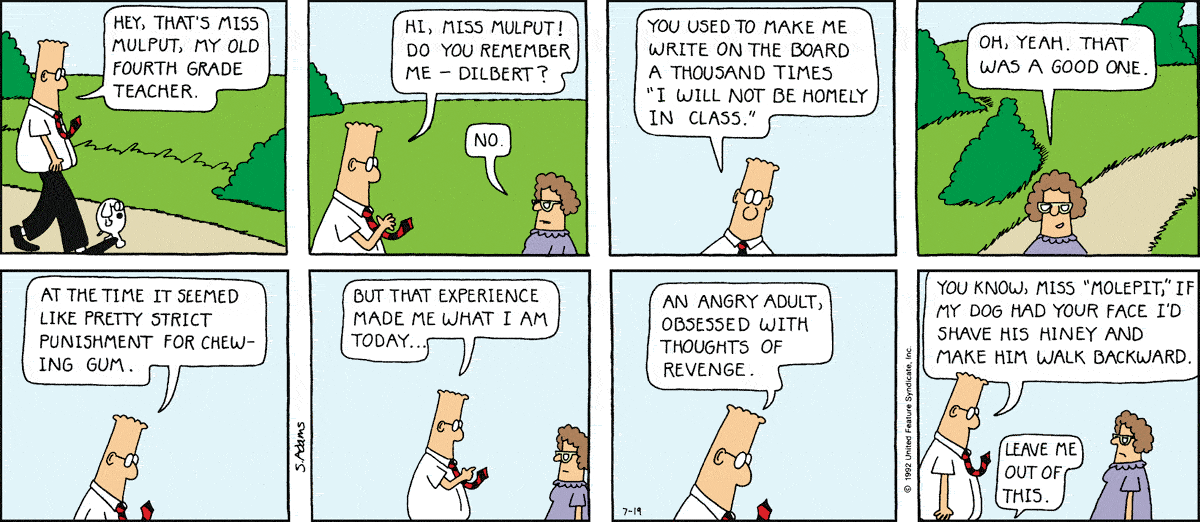 HEY, THAT'S MISS
MULPUT, MY OLD
FOURTH GRADE
TEACHER.
HI, MISS MULPUT!
DO YOU REMEMBER
ME – DILBERT?
NO.
YOU USED TO MAKE ME
WRITE ON THE BOARD
A THOUSAND TIMES
"I WILL NOT BE HOMELY
IN CLASS."
OH, YEAH. THAT
WAS A GOOD ONE.
AT THE TIME IT SEEMED
LIKE PRETTY STRICT
PUNISHMENT FOR CHEW-
ING GUM.
S.Adams
BUT THAT EXPERIENCE
MADE ME WHAT I AM
TODAY...
AN ANGRY ADULT,
OBSESSED WITH
THOUGHTS OF
REVENGE.
7-19
© 1992 United Feature Syndicate, Inc.
YOU KNOW, MISS "MOLEPIT," IF
MY DOG HAD YOUR FACE I'D
SHAVE HIS HINEY AND
MAKE HIM WALK BACKWARD.
LEAVE ME
OUT OF
THIS.